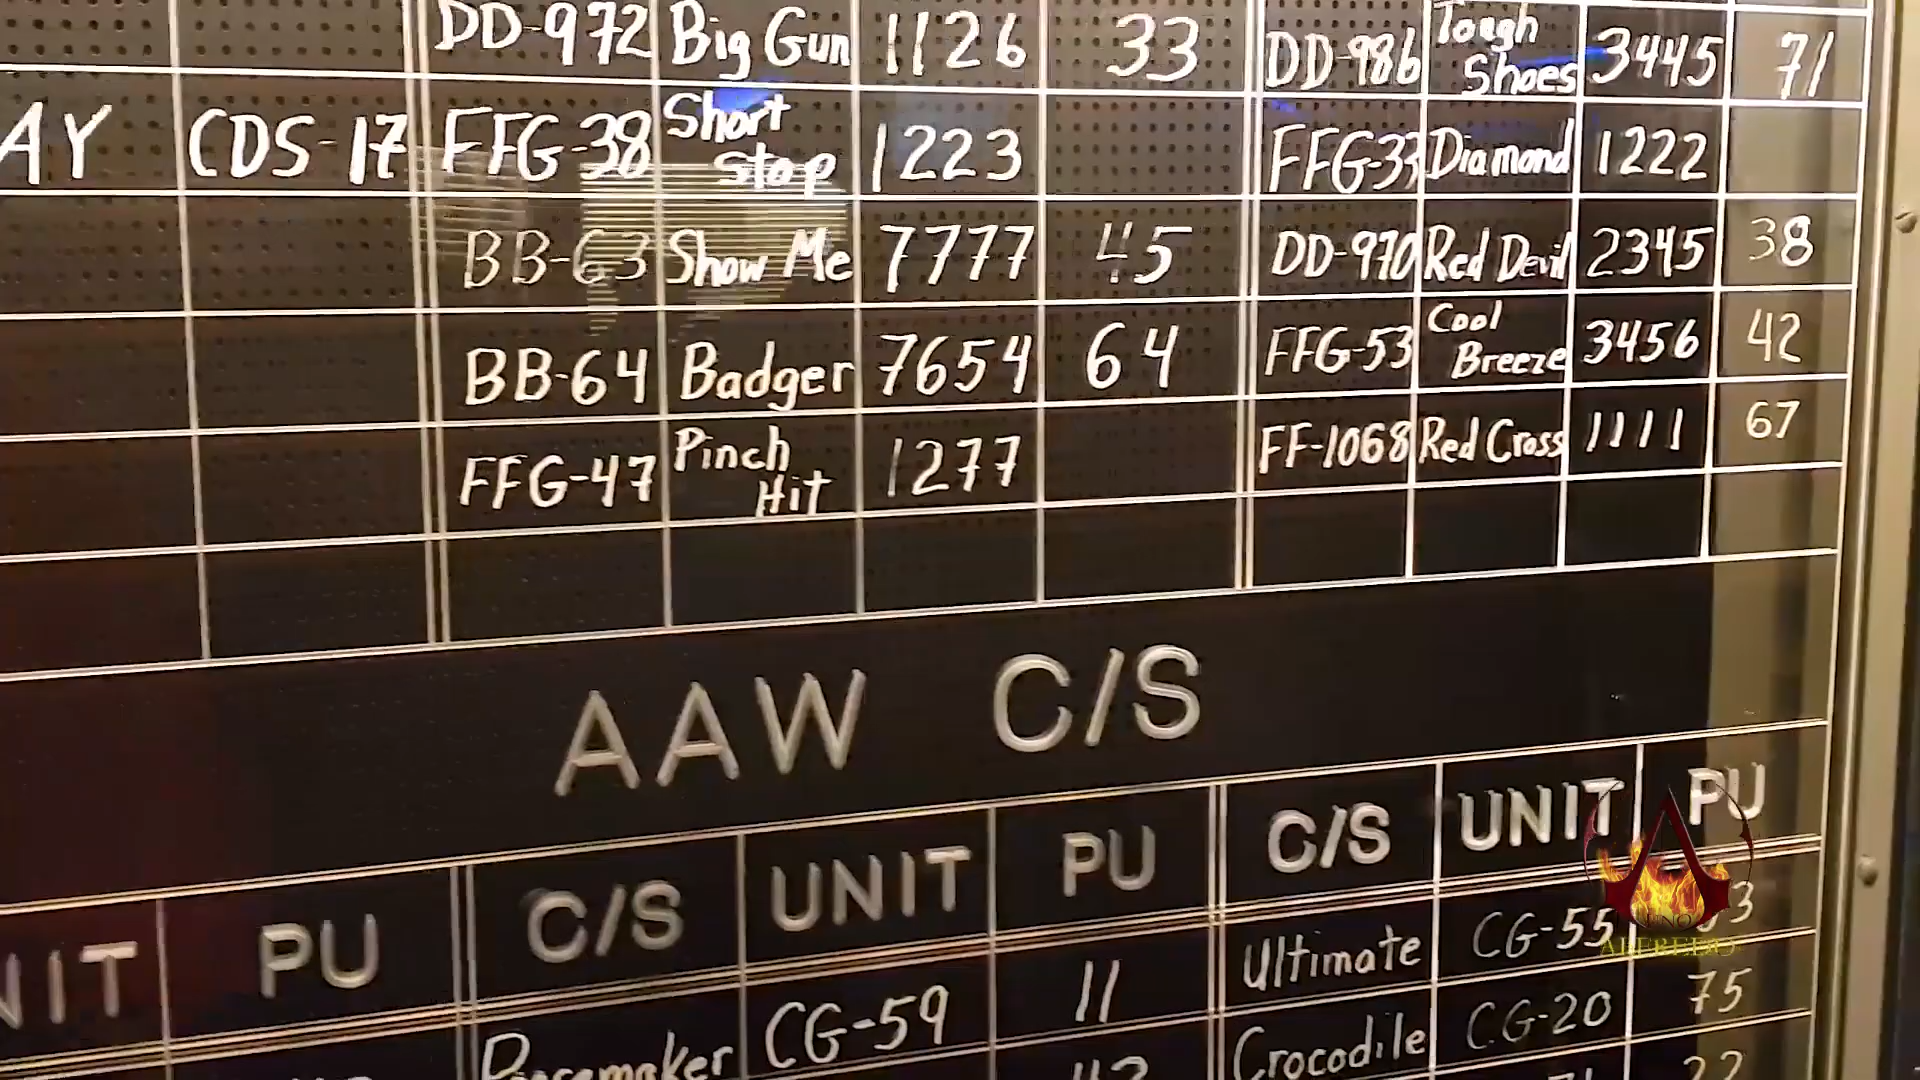 DD-972 Big Gun 1126 33 DD-986 Tough Shoes 3445 71
AY CDS-17 FFG-38 Short Stop 1223 FFG-33 Diamond 1222
BB-63 Show Me 7777 45 DD-970 Red Devil 2345 38
BB-64 Badger 7654 64 FFG-53 Cool Breeze 3456 42
FFG-47 Pinch Hit 1277 FF-1068 Red Cross 1111 67
AAW C/S
PU C/S UNIT PU C/S UNIT PU
CG-59 11 Ultimate CG-55
Crocodile CG-20 75
ALFREDO